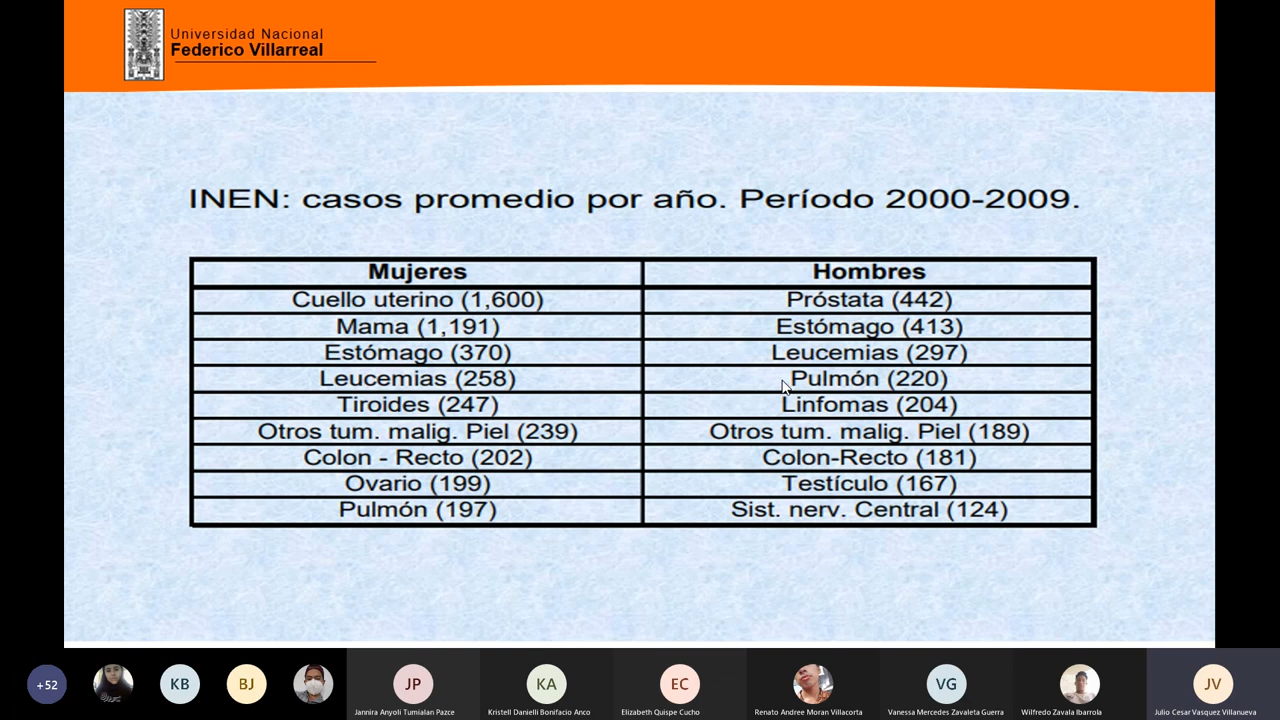 Universidad Nacional
Federico Villarreal
INEN: casos promedio por año. Período 2000-2009.
Mujeres Hombres
Cuello uterino (1,600) Próstata (442)
Mama (1,191) Estómago (413)
Estómago (370) Leucemias (297)
Leucemias (258) Pulmón (220)
Tiroides (247) Linfomas (204)
Otros tum. malig. Piel (239) Otros tum. malig. Piel (189)
Colon - Recto (202) Colon-Recto (181)
Ovario (199) Testículo (167)
Pulmón (197) Sist. nerv. Central (124)
+52 KB BJ JP KA EC VG JV
Jannira Anyoli Tumialan Pazce Kristell Danielli Bonifacio Anco Elizabeth Quispe Cucho Renato Andree Moran Villacorta Vanessa Mercedes Zavaleta Guerra Wilfredo Zavala Ibarrola Julio Cesar Vasquez Villanueva